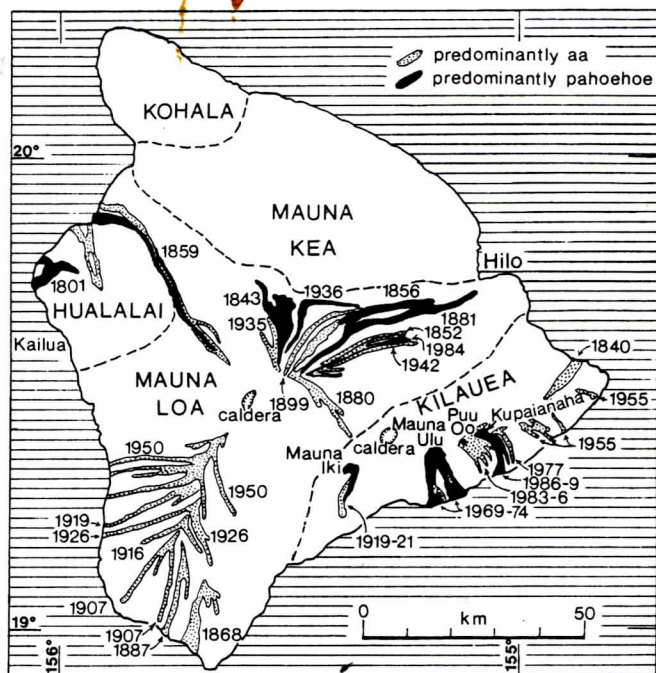 predominantly aa
predominantly pahoehoe
KOHALA
20°
MAUNA
KEA
1859
Hilo
1801
1843
1936
1856
HUALALAI
1881
1935
1852
1984
Kailua
1942
1840
MAUNA
LOA
1899
1880
KILAUEA
caldera
1955
Mauna
Ulu
Puu
Oo
Kupaianaha
caldera
1955
1950
Mauna
Iki
1977
1950
1986-9
1983-6
1919
1926
1926
1969-74
1916
1919-21
1907
0 50
km
19°
1907
1887
1868
156°
155°